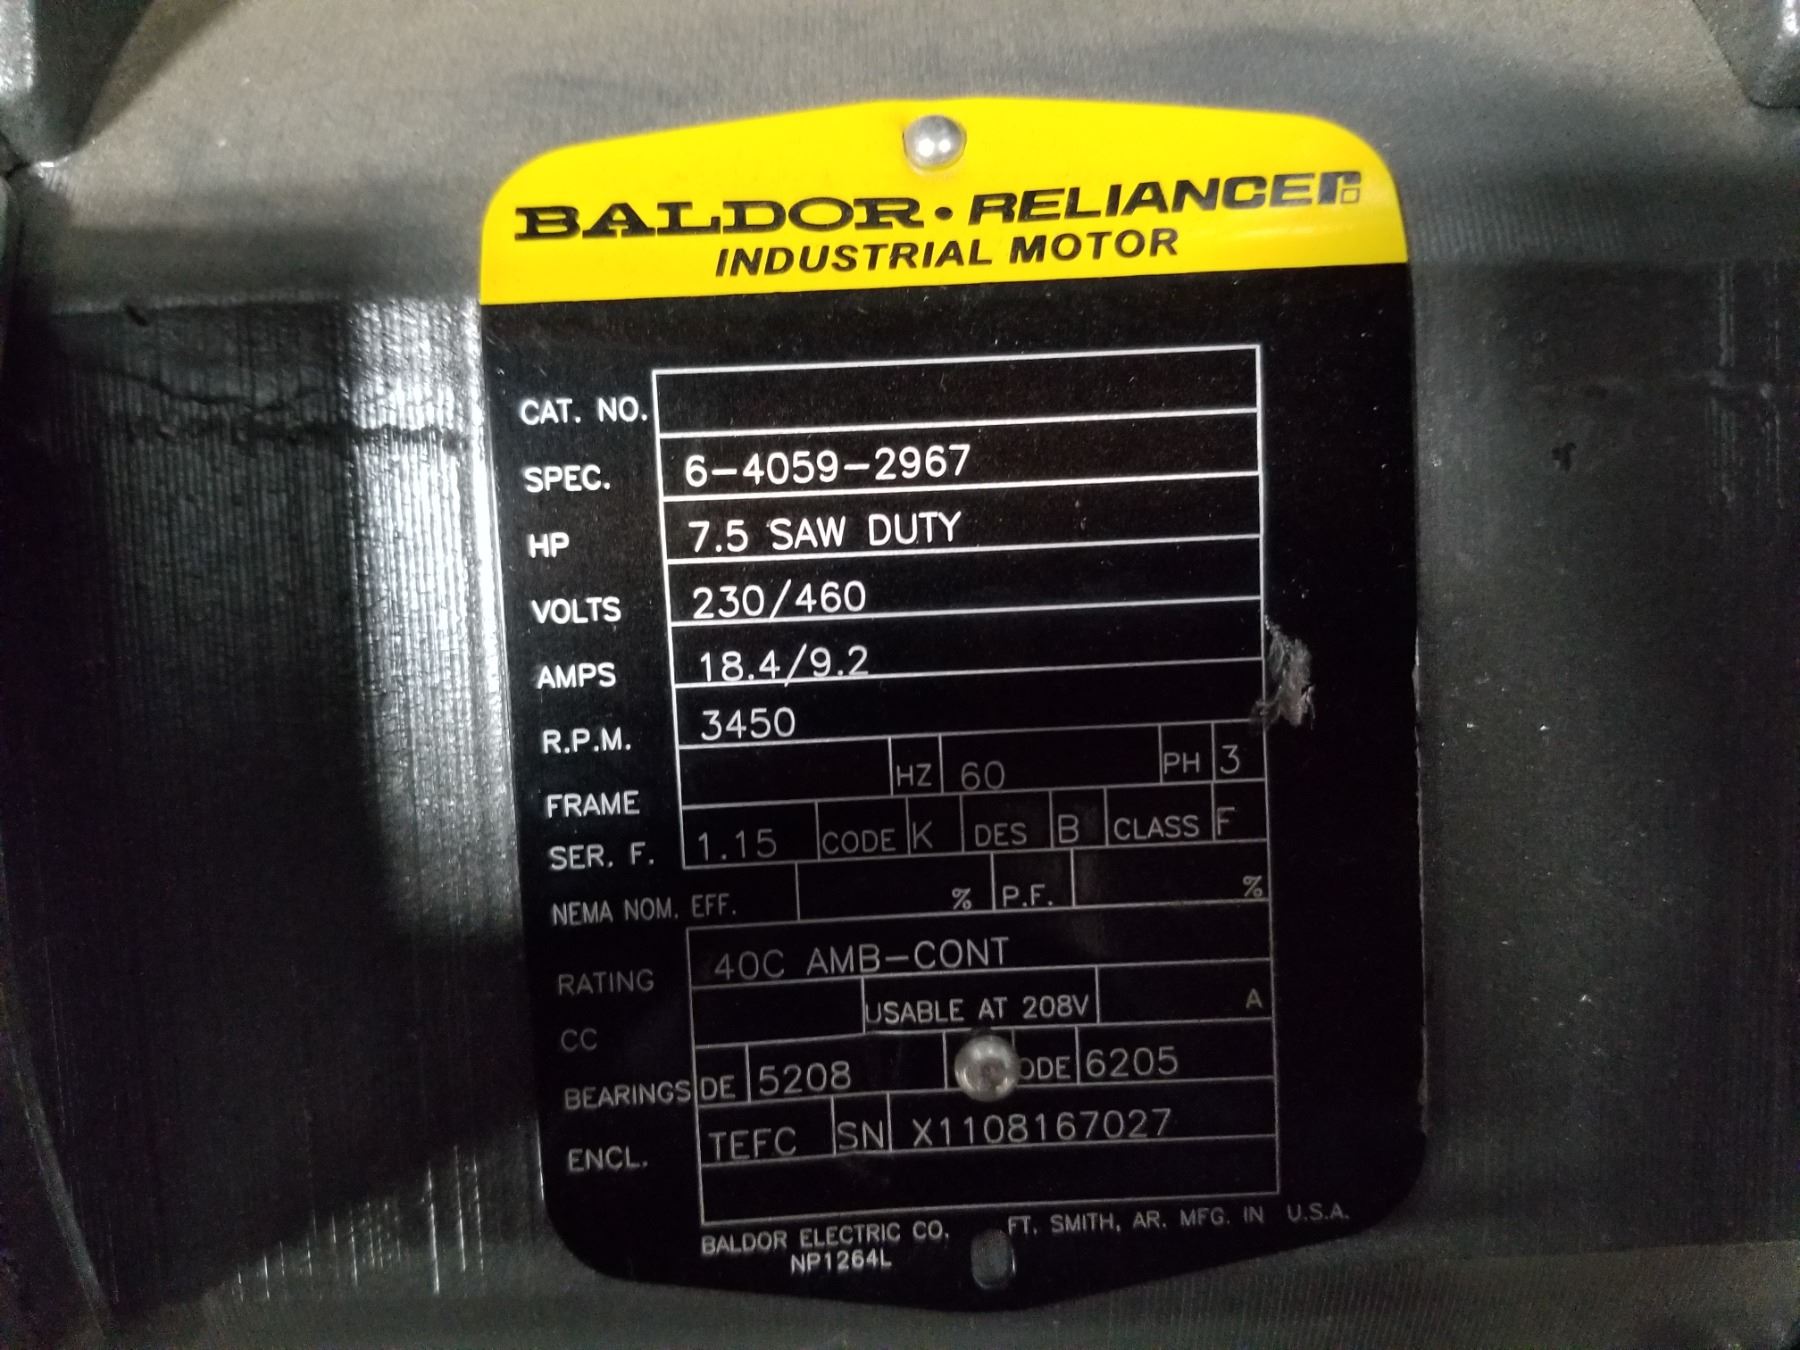 BALDOR • RELIANCER
INDUSTRIAL MOTOR
CAT. NO.
SPEC. 6-4059-2967
HP 7.5 SAW DUTY
VOLTS 230/460
AMPS 18.4/9.2
R.P.M. 3450
FRAME HZ 60 PH 3
SER. F. 1.15 CODE K DES B CLASS F
NEMA NOM. EFF. % P.F. %
RATING 40C AMB-CONT
CC USABLE AT 208V A
BEARINGS DE 5208 ODE 6205
ENCL. TEFC SN X1108167027
BALDOR ELECTRIC CO. FT. SMITH, AR. MFG. IN U.S.A.
NP1264L